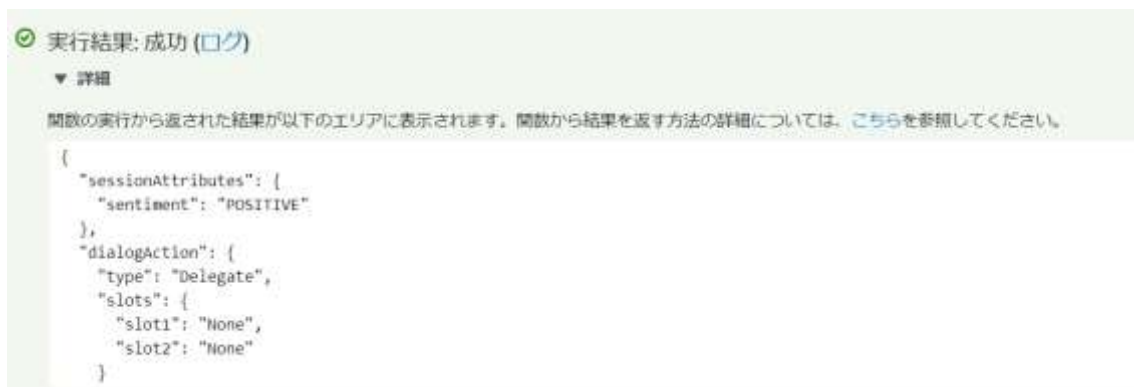 実行結果: 成功 (ログ)
▼ 詳細
関数の実行から返された結果が以下のエリアに表示されます。関数から結果を返す方法の詳細については、こちらを参照してください。
{
  "sessionAttributes": {
    "sentiment": "POSITIVE"
  },
  "dialogAction": {
    "type": "Delegate",
    "slots": {
      "slot1": "None",
      "slot2": "None"
    }